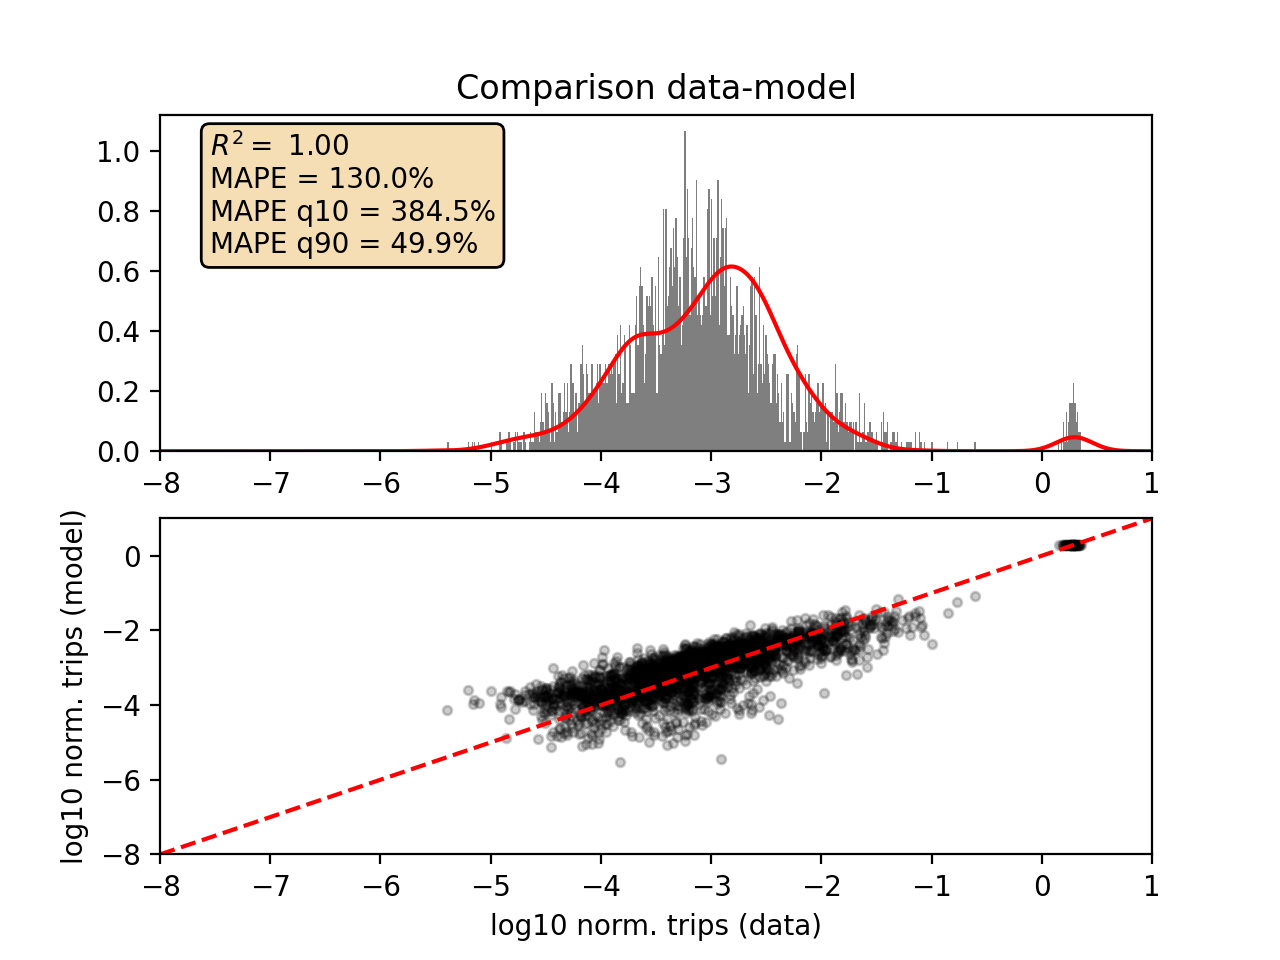 Comparison data-model
R² = 1.00
MAPE = 130.0%
MAPE q10 = 384.5%
MAPE q90 = 49.9%
1.0
0.8
0.6
0.4
0.2
0.0
−8 −7 −6 −5 −4 −3 −2 −1 0 1
log10 norm. trips (model)
0
−2
−4
−6
−8
−8 −7 −6 −5 −4 −3 −2 −1 0 1
log10 norm. trips (data)